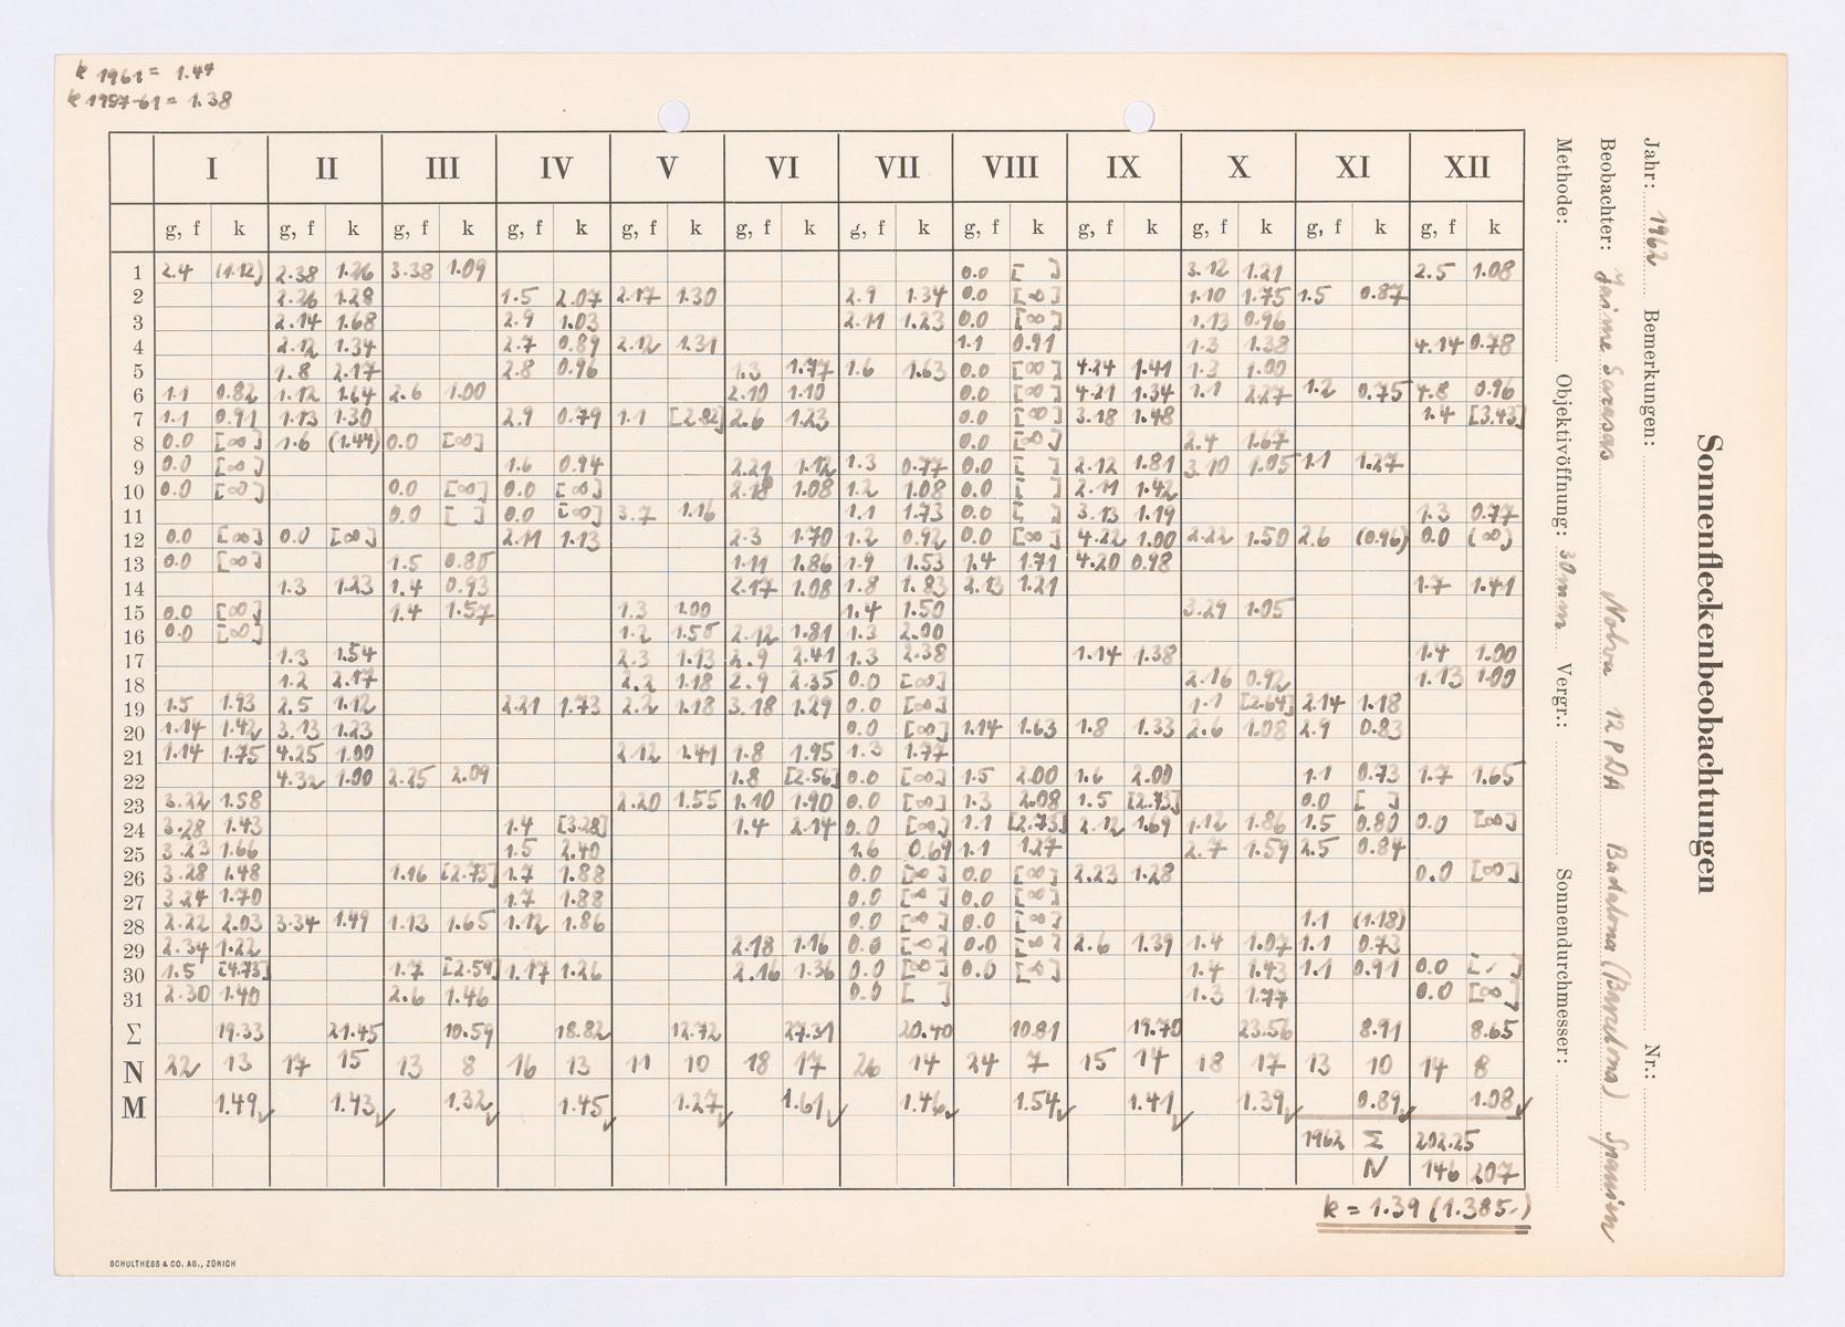 k 1961 = 1.47
k 1957-61 = 1.38
Sonnenfleckenbeobachtungen
Jahr: 1962 Bemerkungen: Nr.:
Beobachter: Jaime Novoa 12 PDA Badalona (Barcelona) Spanien
Methode: Objektivöffnung: 30mm Vergr.: Sonnendurchmesser:
I II III IV V VI VII VIII IX X XI XII
g, f k g, f k g, f k g, f k g, f k g, f k g, f k g, f k g, f k g, f k g, f k g, f k
1 2.4 (1.12) 2.38 1.26 3.38 1.09 0.0 [ ] 3.12 1.21 2.5 1.08
2 2.26 1.28 1.5 2.07 2.17 1.30 2.9 1.34 0.0 [∞] 1.10 1.75 1.5 0.87
3 2.14 1.68 2.9 1.03 2.11 1.23 0.0 [∞] 1.13 0.96
4 2.12 1.34 2.7 0.89 2.12 1.31 1.1 0.91 1.3 1.38 4.14 0.78
5 1.8 2.17 2.8 0.96 1.3 1.77 1.6 1.63 0.0 [∞] 4.24 1.41 1.3 1.00
6 1.1 0.82 1.12 1.64 2.6 1.00 2.10 1.10 0.0 [∞] 4.21 1.34 1.1 2.27 1.2 0.75 4.8 0.96
7 1.1 0.91 1.13 1.30 2.9 0.79 1.1 [2.82] 2.6 1.23 0.0 [∞] 3.18 1.48 1.4 [3.43]
8 0.0 [∞] 1.6 (1.44) 0.0 [∞] 0.0 [∞] 2.4 1.67
9 0.0 [∞] 1.6 0.94 2.21 1.12 1.3 0.77 0.0 [ ] 2.12 1.81 3.10 1.05 1.1 1.27
10 0.0 [∞] 0.0 [∞] 0.0 [∞] 2.18 1.08 1.2 1.08 0.0 [ ] 2.11 1.42
11 0.0 [ ] 0.0 [∞] 3.7 1.16 1.1 1.73 0.0 [ ] 3.13 1.19 1.3 0.77
12 0.0 [∞] 0.0 [∞] 2.11 1.13 2.3 1.70 1.2 0.92 0.0 [∞] 4.22 1.00 2.22 1.50 2.6 (0.96) 0.0 [∞]
13 0.0 [∞] 1.5 0.80 1.11 1.86 1.9 1.53 1.4 1.71 4.20 0.98
14 1.3 1.23 1.4 0.93 2.17 1.08 1.8 1.83 2.13 1.21 1.7 1.41
15 0.0 [∞] 1.4 1.57 1.3 1.00 1.4 1.50 3.29 1.05
16 0.0 [∞] 1.2 1.50 2.12 1.81 1.3 2.00
17 1.3 1.54 2.3 1.13 2.9 2.41 1.3 2.38 1.14 1.38 1.4 1.00
18 1.2 2.17 2.2 1.18 2.9 2.35 0.0 [∞] 2.16 0.92 1.13 1.00
19 1.5 1.93 2.5 1.12 2.21 1.73 2.2 1.18 3.18 1.29 0.0 [∞] 1.1 [2.64] 2.14 1.18
20 1.14 1.42 3.13 1.23 0.0 [∞] 1.14 1.63 1.8 1.33 2.6 1.08 2.9 0.83
21 1.14 1.75 4.25 1.00 2.12 1.41 1.8 1.95 1.3 1.77
22 4.32 1.00 2.25 2.09 1.8 [2.56] 0.0 [∞] 1.5 2.00 1.6 2.00 1.1 0.73 1.7 1.65
23 3.22 1.58 2.20 1.55 1.10 1.90 0.0 [∞] 1.3 2.08 1.5 [2.73] 0.0 [ ]
24 3.28 1.43 1.4 [3.28] 1.4 2.14 0.0 [∞] 1.1 [2.73] 2.12 1.69 1.12 1.86 1.5 0.80 0.0 [∞]
25 3.23 1.66 1.5 2.40 1.6 0.69 1.1 1.27 2.7 1.59 2.5 0.84
26 3.28 1.48 1.16 [2.73] 1.7 1.88 0.0 [∞] 0.0 [∞] 2.23 1.28 0.0 [∞]
27 3.24 1.70 1.7 1.88 0.0 [∞] 0.0 [∞]
28 2.22 2.03 3.34 1.49 1.13 1.65 1.12 1.86 0.0 [∞] 0.0 [∞] 1.1 (1.18)
29 2.34 1.22 2.18 1.16 0.0 [∞] 0.0 [∞] 2.6 1.39 1.4 1.07 1.1 0.73
30 1.5 [4.73] 1.7 [2.59] 1.17 1.26 2.16 1.36 0.0 [∞] 0.0 [∞] 1.4 1.43 1.1 0.91 0.0 [ ]
31 2.30 1.40 2.6 1.46 0.0 [ ] 1.3 1.77 0.0 [∞]
Σ 19.33 21.45 10.59 18.82 12.72 27.31 20.40 10.81 19.70 23.56 8.91 8.65
N 22 13 17 15 13 8 16 13 11 10 18 17 26 14 24 7 15 14 18 17 13 10 14 8
M 1.49 1.43 1.32 1.45 1.27 1.61 1.46 1.54 1.41 1.39 0.89 1.08
1962 Σ 202.25
N 146 207
k = 1.39 (1.385-)
SCHULTHESS & CO. AG., ZÜRICH